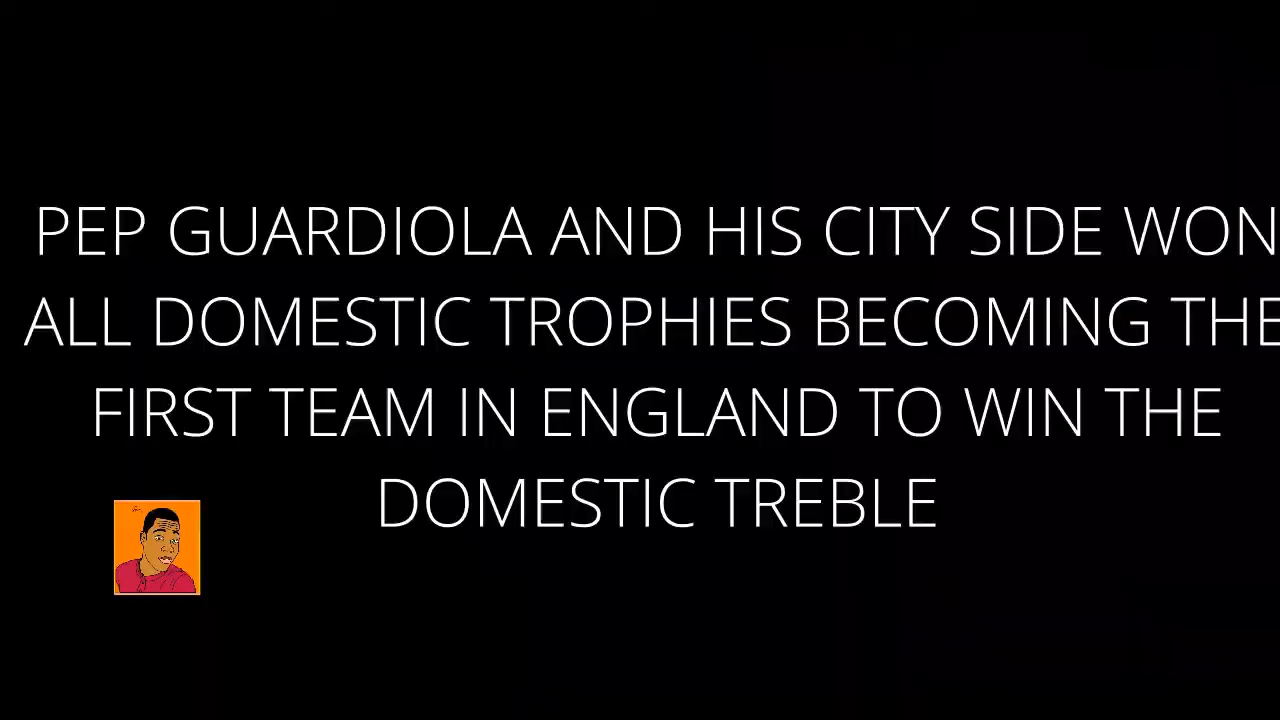 PEP GUARDIOLA AND HIS CITY SIDE WON
ALL DOMESTIC TROPHIES BECOMING THE
FIRST TEAM IN ENGLAND TO WIN THE
DOMESTIC TREBLE